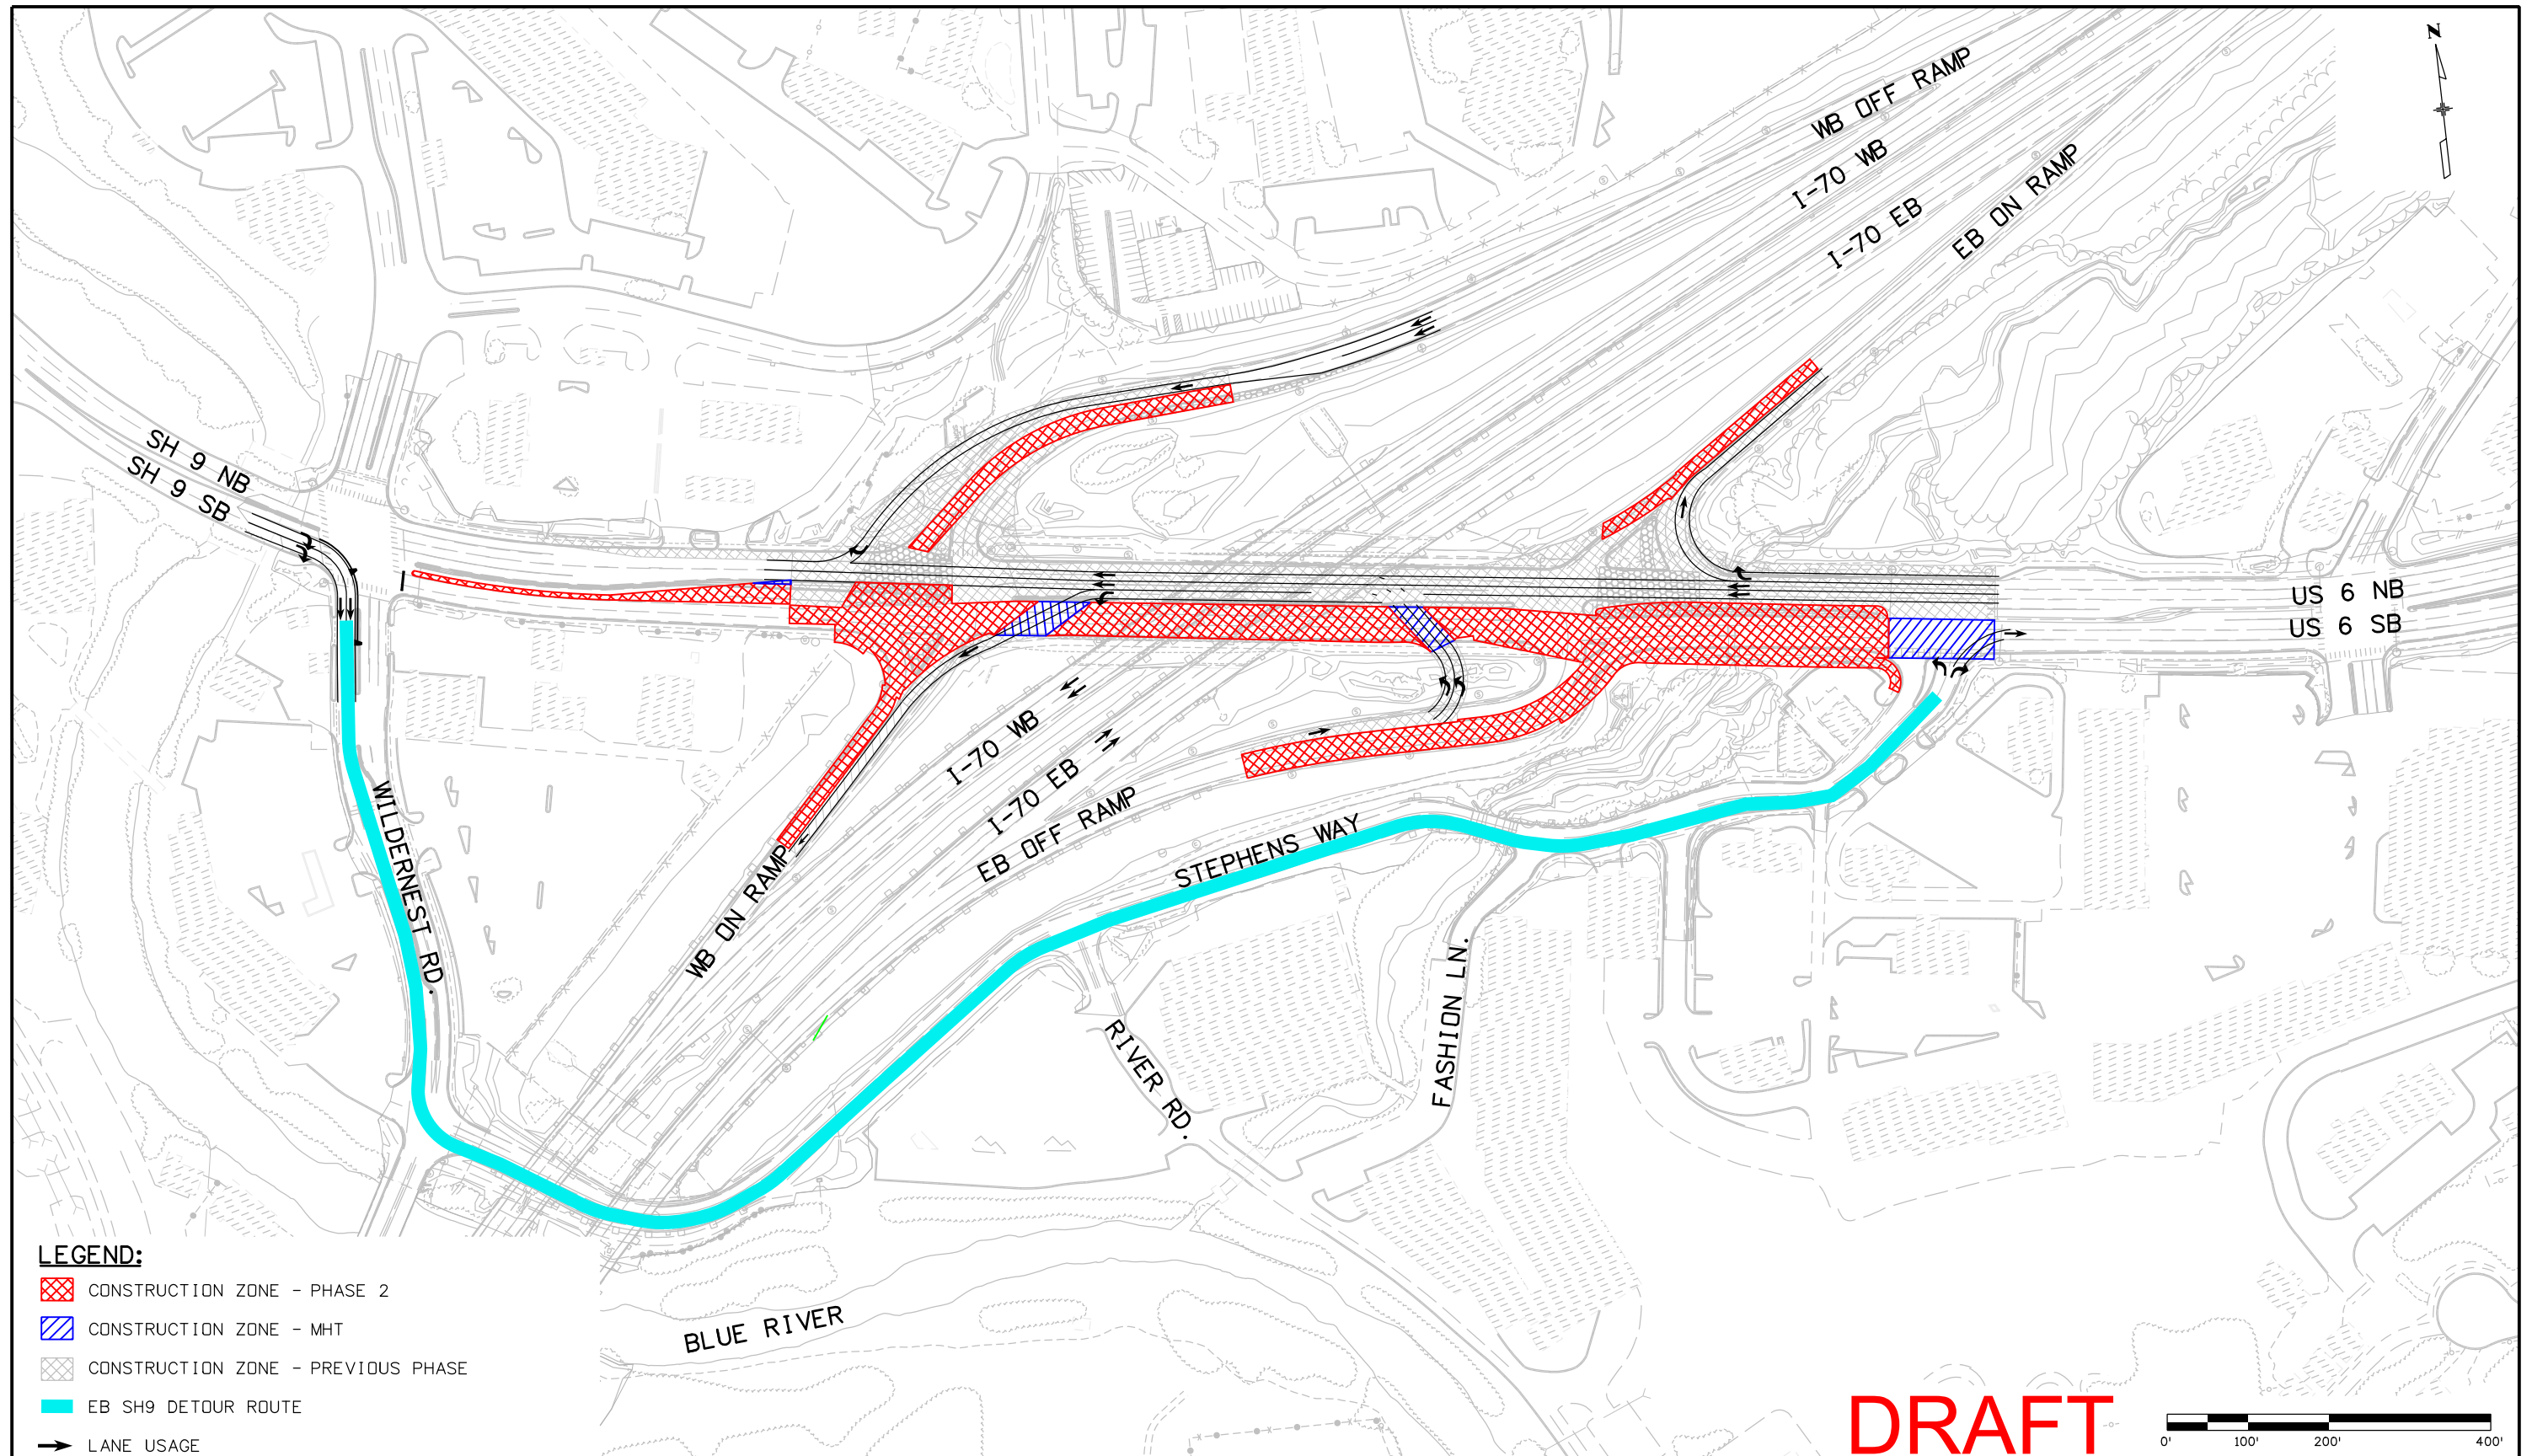 N
WB OFF RAMP
I-70 WB
I-70 EB
EB ON RAMP
SH 9 NB
SH 9 SB
US 6 NB
US 6 SB
I-70 WB
I-70 EB
EB OFF RAMP
WB ON RAMP
WILDERNEST RD.
STEPHENS WAY
RIVER RD.
FASHION LN.
BLUE RIVER
LEGEND:
CONSTRUCTION ZONE - PHASE 2
CONSTRUCTION ZONE - MHT
CONSTRUCTION ZONE - PREVIOUS PHASE
EB SH9 DETOUR ROUTE
LANE USAGE
DRAFT
0' 100' 200' 400'